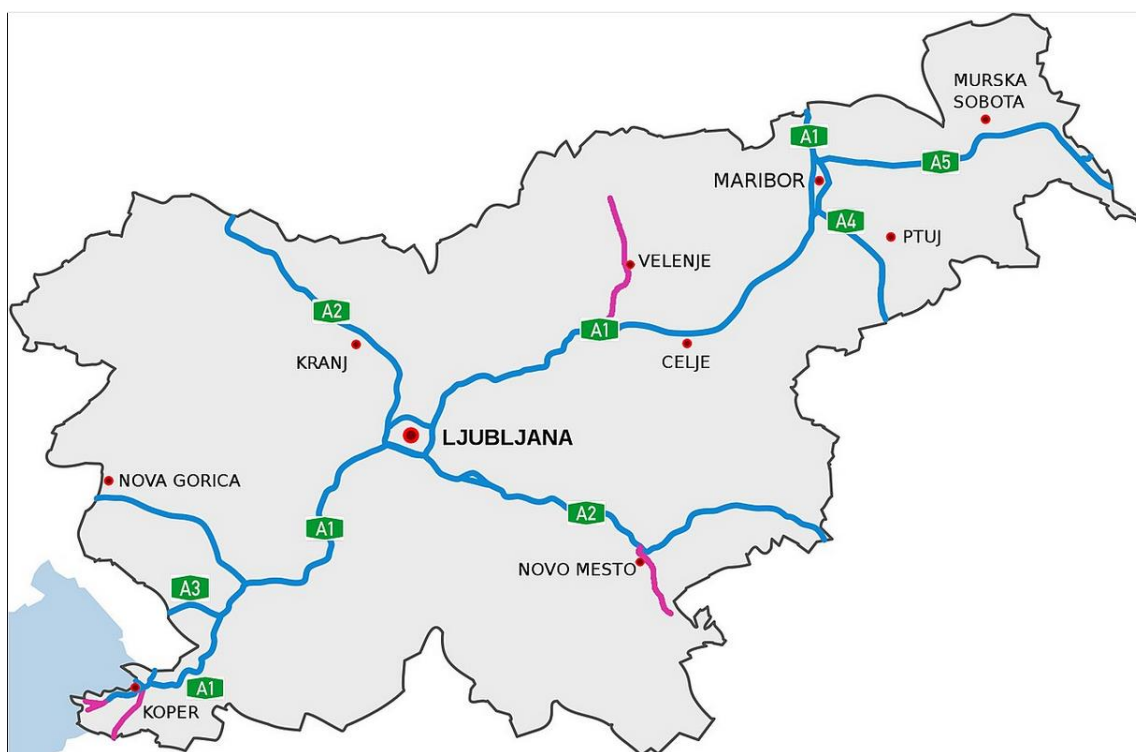 MURSKA
SOBOTA
A1
A5
MARIBOR
A4
PTUJ
VELENJE
A2
A1
KRANJ
CELJE
LJUBLJANA
NOVA GORICA
A1
A2
NOVO MESTO
A3
A1
KOPER